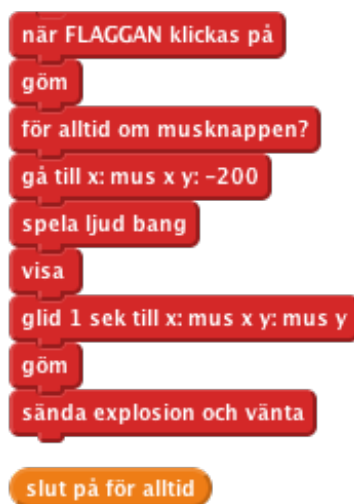 när FLAGGAN klickas på
göm
för alltid om musknappen?
gå till x: mus x y: -200
spela ljud bang
visa
glid 1 sek till x: mus x y: mus y
göm
sända explosion och vänta
slut på för alltid